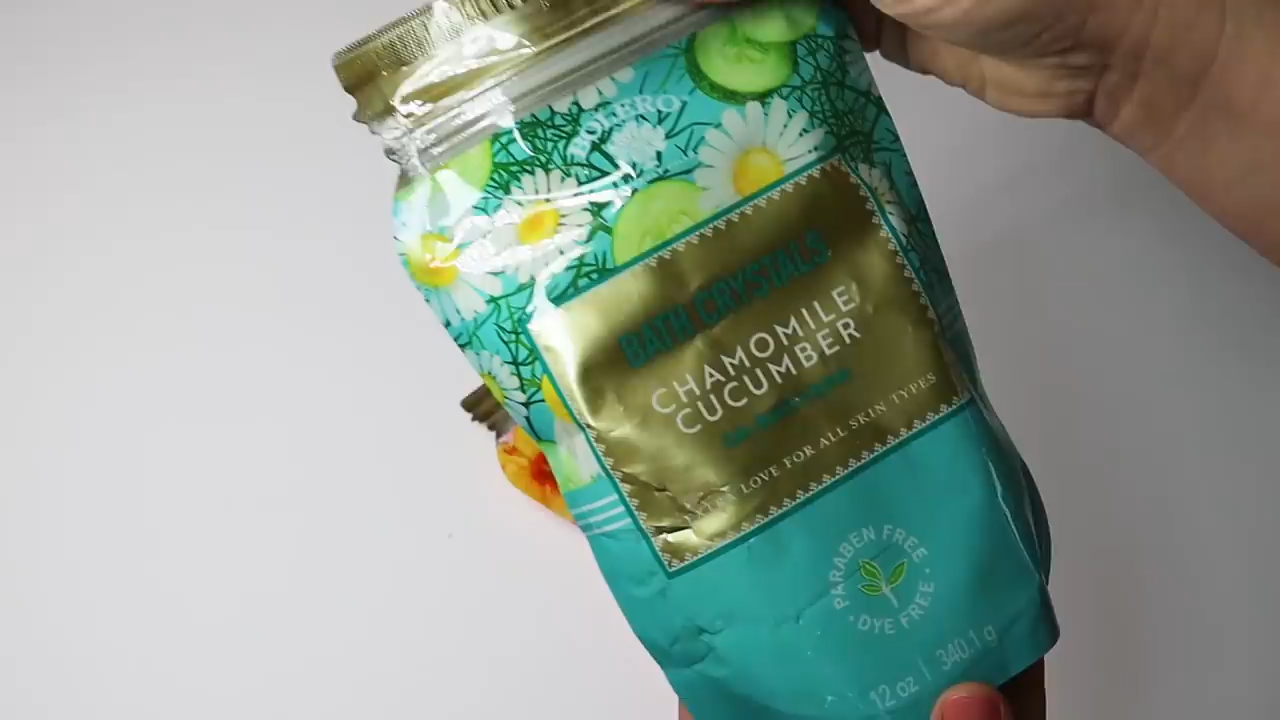 BOLERO
BATH CRYSTALS
CHAMOMILE
CUCUMBER
LOVE FOR ALL SKIN TYPES
PARABEN FREE
DYE FREE
12 oz | 340.1 g